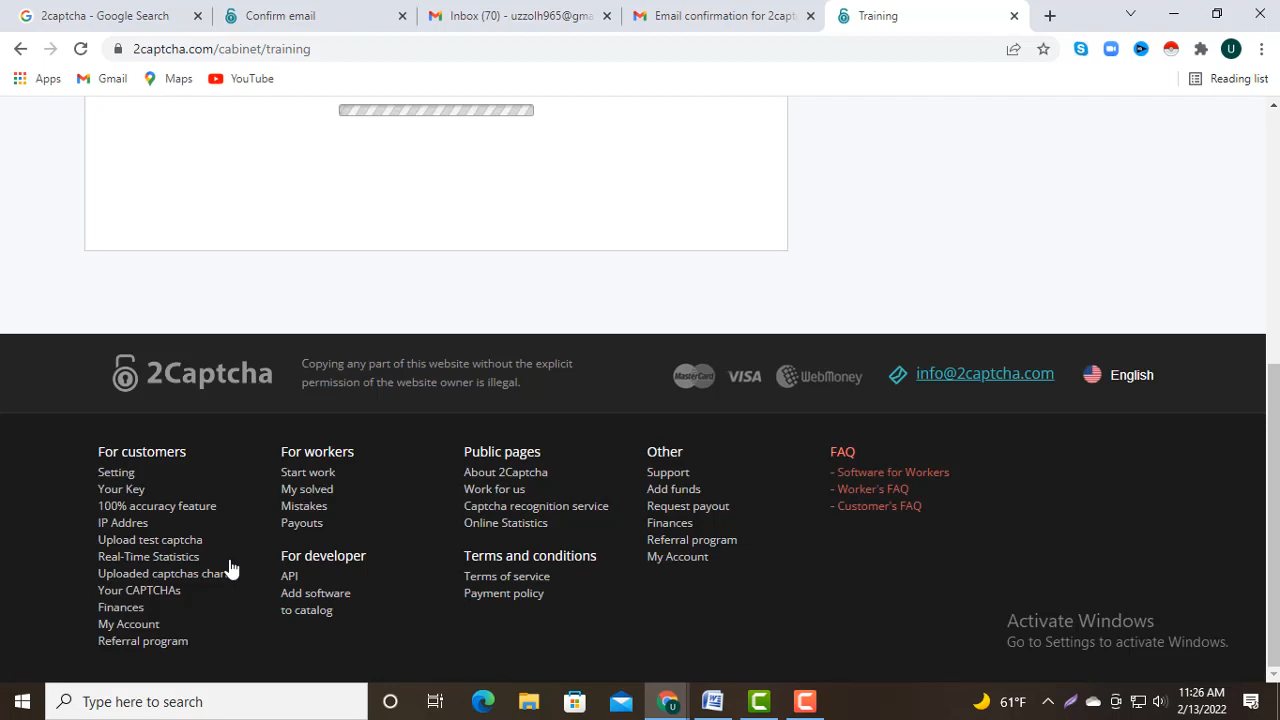 2captcha - Google Search
Confirm email
Inbox (70) - uzzolh965@gma
Email confirmation for 2capt
Training
2captcha.com/cabinet/training
U
Apps
Gmail
Maps
YouTube
Reading list
2Captcha
Copying any part of this website without the explicit
permission of the website owner is illegal.
MasterCard
VISA
WebMoney
info@2captcha.com
English
For customers
Setting
Your Key
100% accuracy feature
IP Addres
Upload test captcha
Real-Time Statistics
Uploaded captchas char
Your CAPTCHAs
Finances
My Account
Referral program
For workers
Start work
My solved
Mistakes
Payouts
For developer
API
Add software
to catalog
Public pages
About 2Captcha
Work for us
Captcha recognition service
Online Statistics
Terms and conditions
Terms of service
Payment policy
Other
Support
Add funds
Request payout
Finances
Referral program
My Account
FAQ
- Software for Workers
- Worker's FAQ
- Customer's FAQ
Activate Windows
Go to Settings to activate Windows.
Type here to search
61°F
11:26 AM
2/13/2022